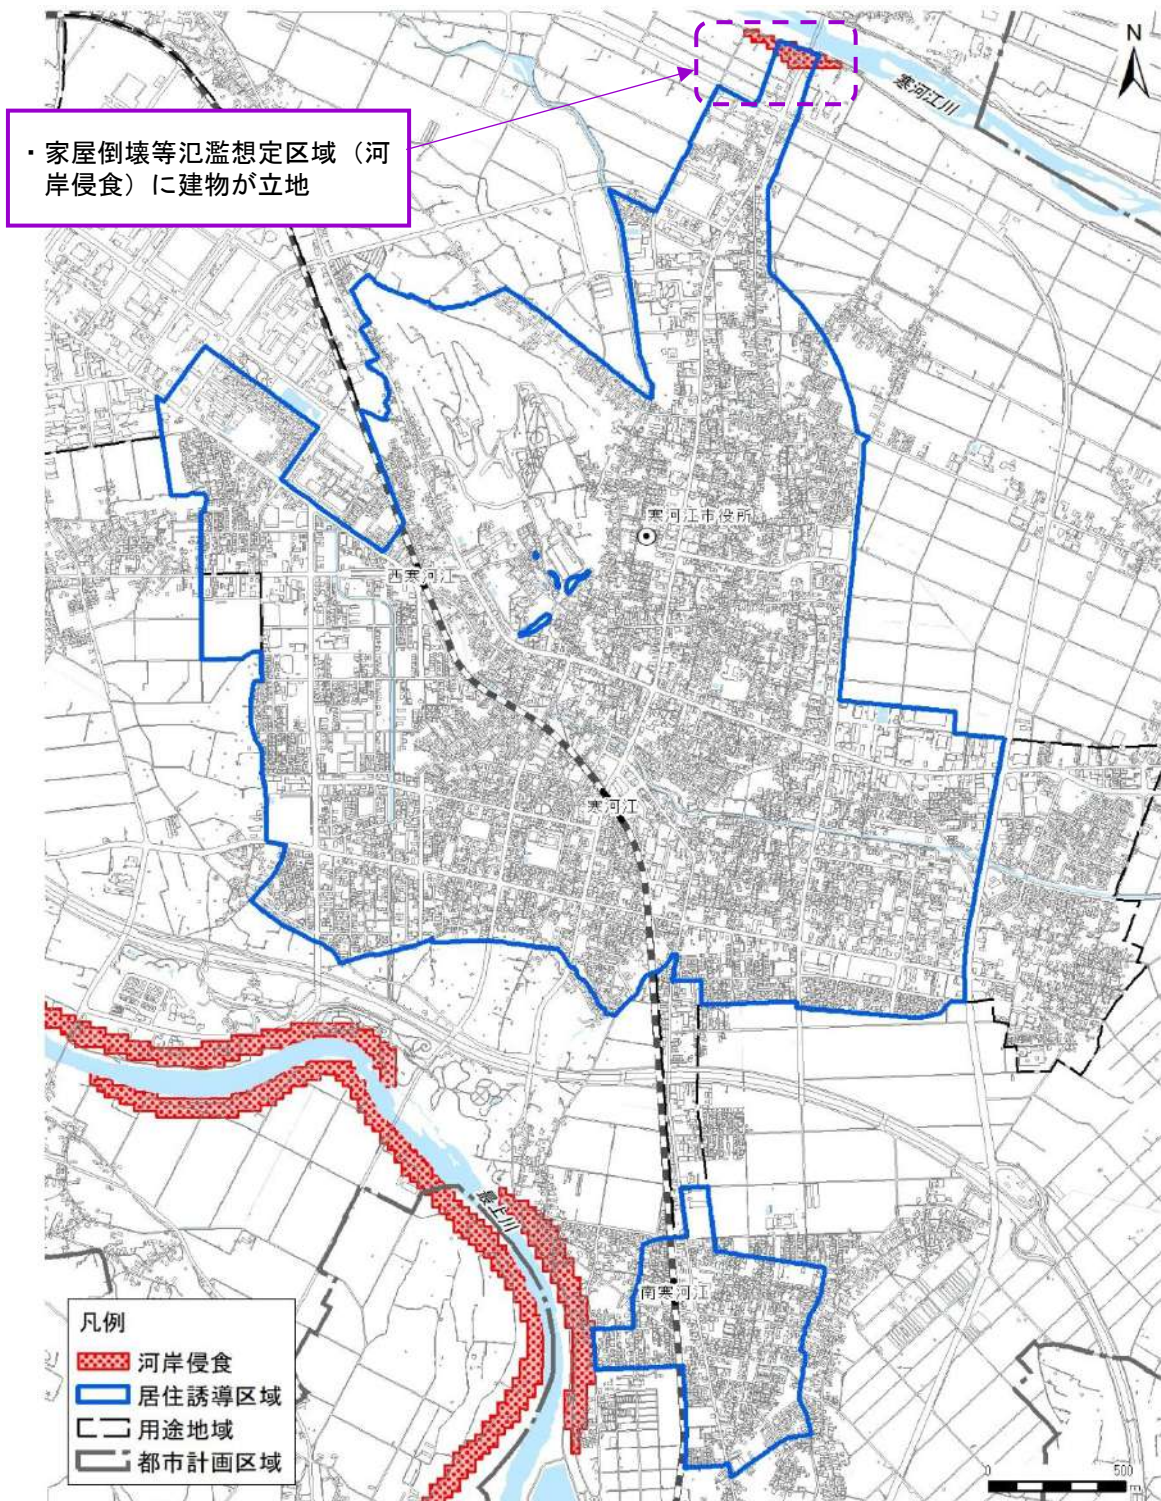 N
寒河江川
・家屋倒壊等氾濫想定区域（河
岸侵食）に建物が立地
寒河江市役所
西寒河江
寒河江
最上川
南寒河江
凡例
河岸侵食
居住誘導区域
用途地域
都市計画区域
0 500